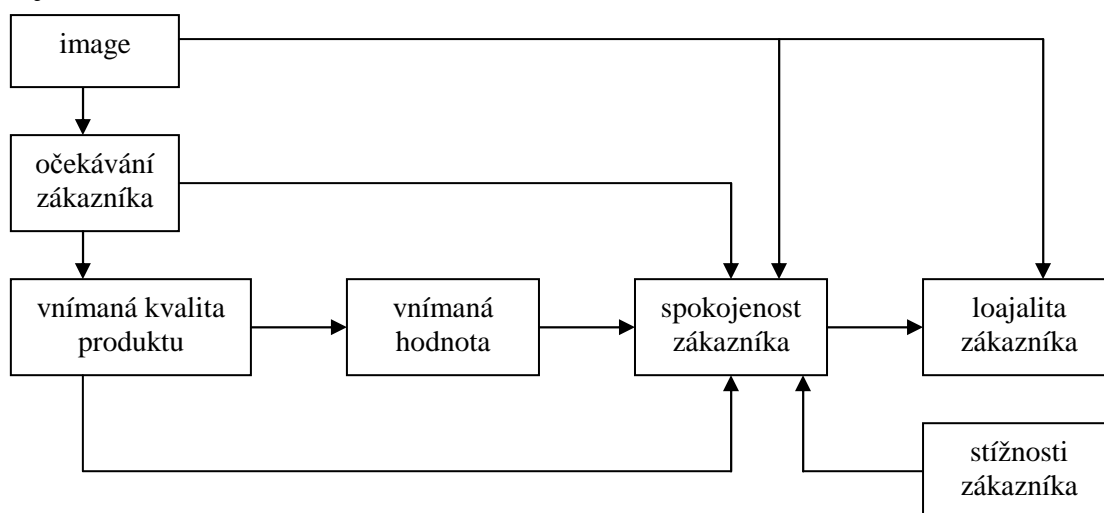 image
očekávání
zákazníka
vnímaná kvalita
produktu
vnímaná
hodnota
spokojenost
zákazníka
loajalita
zákazníka
stížnosti
zákazníka